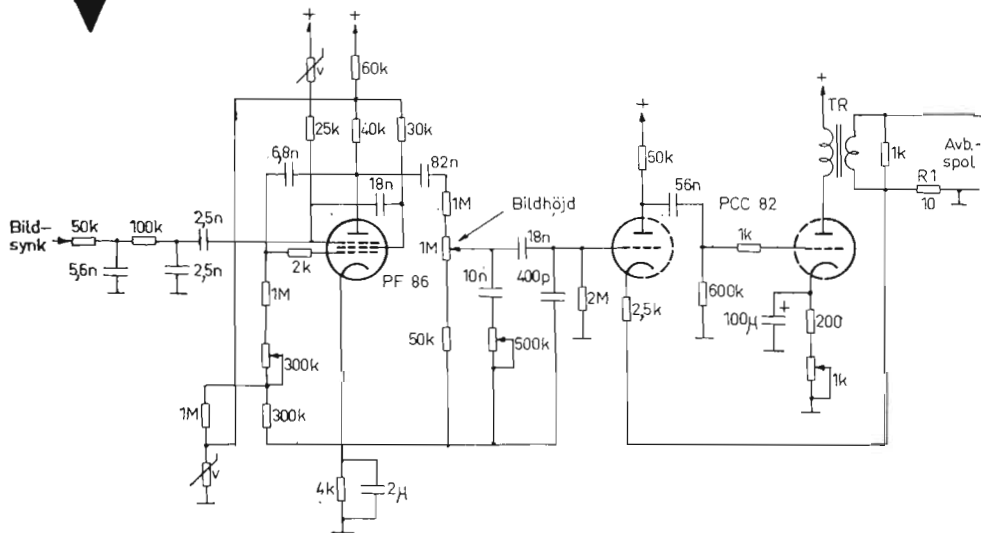 +
+
60k
v
25k
40k
30k
6,8n
82n
18n
1M
Bildhöjd
Bild-
synk
50k
100k
2,5n
5,6n
2,5n
2k
PF 86
1M
18n
10n
400p
1M
300k
50k
500k
2M
1M
300k
v
4k
2μ
+
50k
56n
PCC 82
1k
2,5k
600k
+
100μ
200
1k
+
TR
1k
Avb.-
spol
R1
10